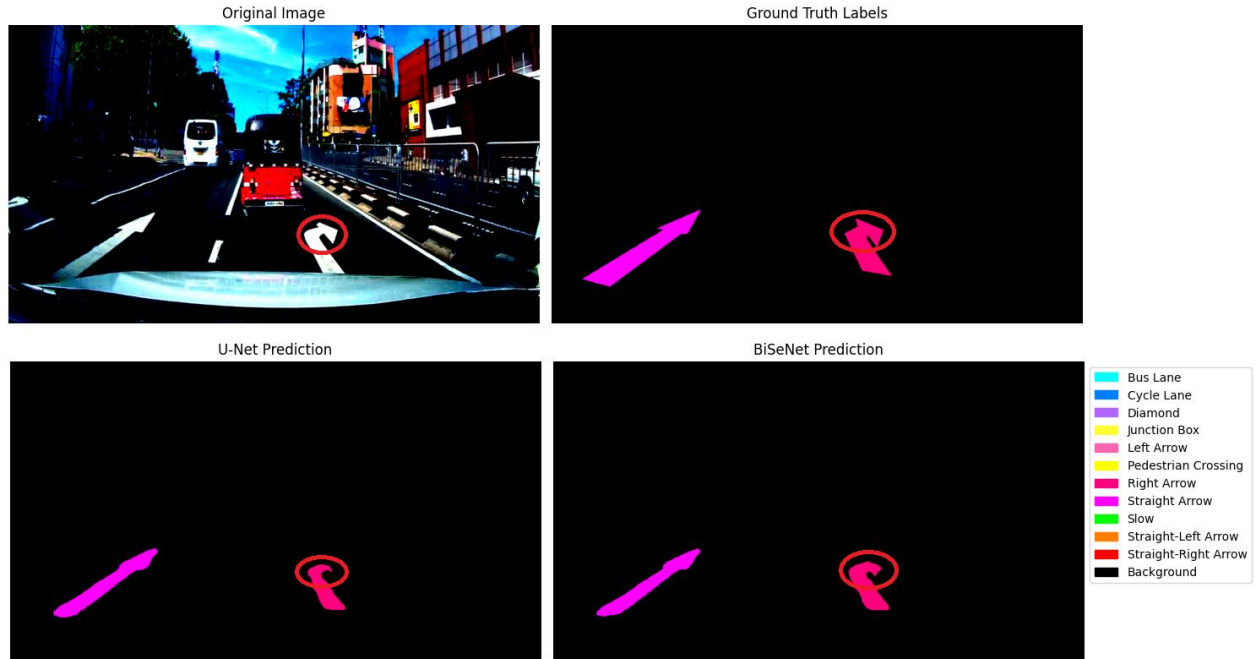 Original Image
Ground Truth Labels
U-Net Prediction
BiSeNet Prediction
Bus Lane
Cycle Lane
Diamond
Junction Box
Left Arrow
Pedestrian Crossing
Right Arrow
Straight Arrow
Slow
Straight-Left Arrow
Straight-Right Arrow
Background